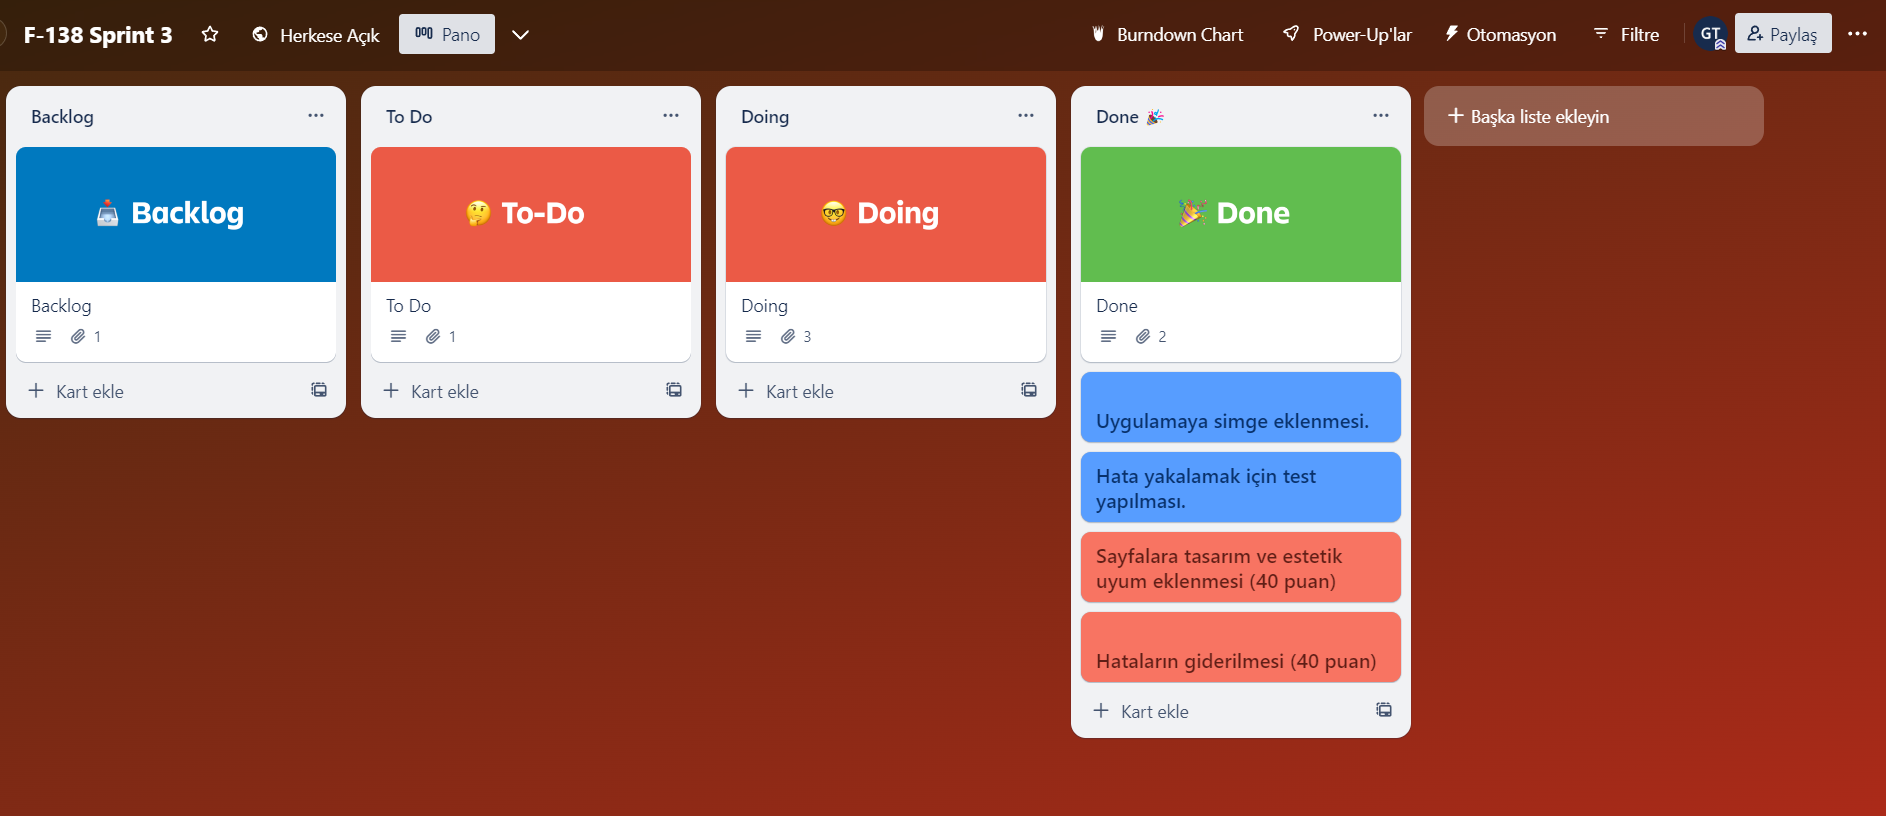 F-138 Sprint 3
Herkese Açık
Pano
Burndown Chart
Power-Up'lar
Otomasyon
Filtre
GT
Paylaş
Backlog
Backlog
Backlog
1
Kart ekle
To Do
To-Do
To Do
1
Kart ekle
Doing
Doing
Doing
3
Kart ekle
Done
Done
Done
2
Uygulamaya simge eklenmesi.
Hata yakalamak için test
yapılması.
Sayfalara tasarım ve estetik
uyum eklenmesi (40 puan)
Hataların giderilmesi (40 puan)
Kart ekle
Başka liste ekleyin